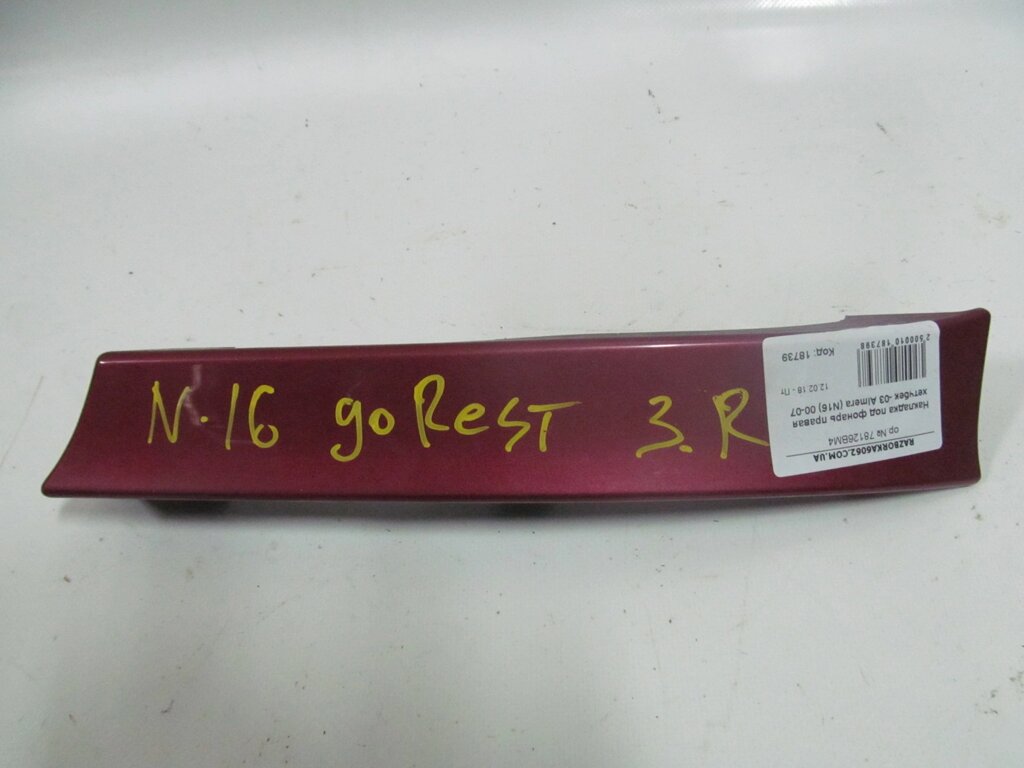 N·16 goRest 3.R
RAZBORKA6062.COM.UA
ор.№ 78126BM4
Накладка под фонарь правая
хетчбек -03 Almera (N16) 00-07
12.02.18 - Пт
2 500010 187398
Код: 18739